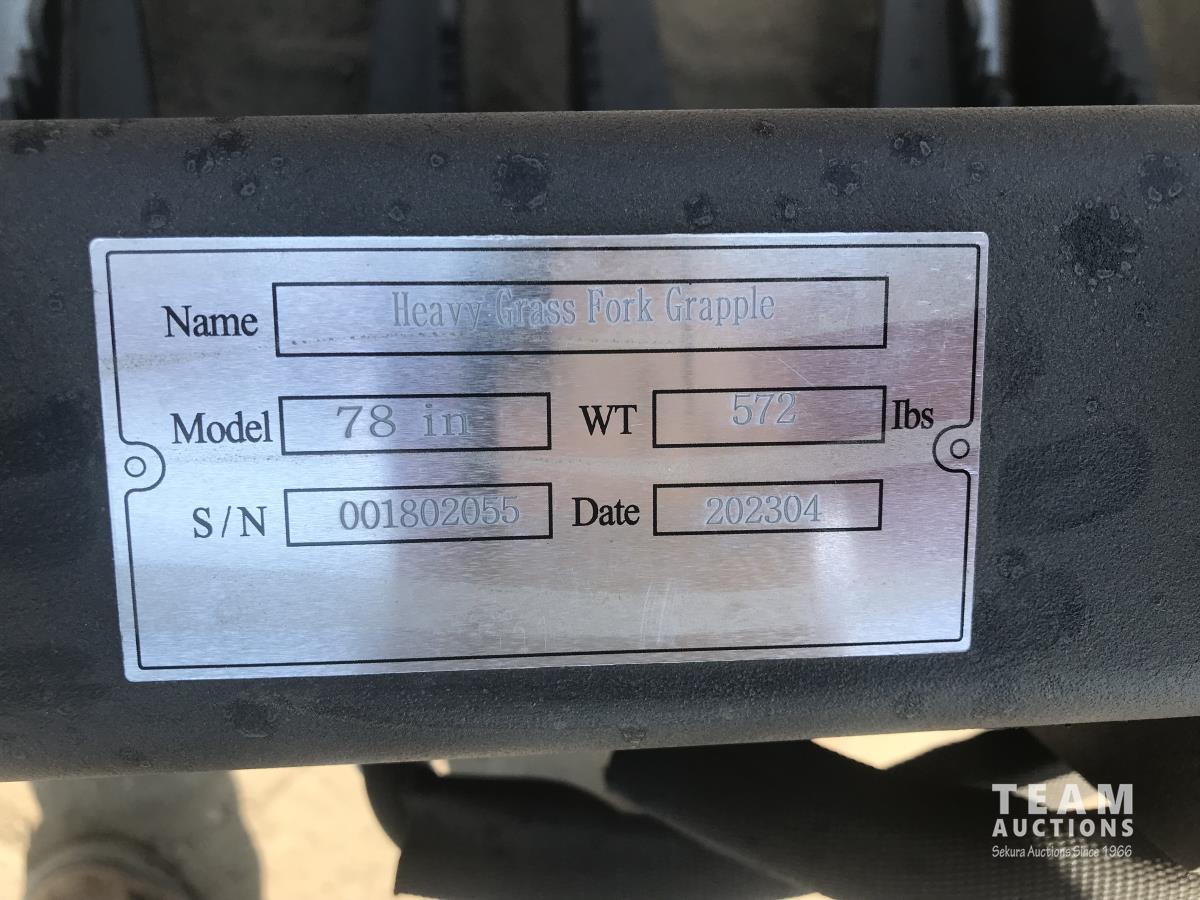 Name Heavy Grass Fork Grapple
Model 78 in WT 572 Ibs
S/N 001802055 Date 202304
TEAM
AUCTIONS
Sekura Auctions Since 1966